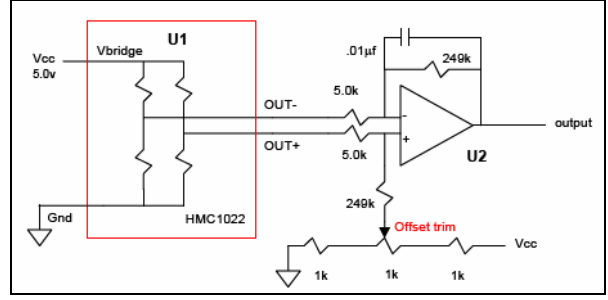 U1
.01µf
Vcc
5.0v
Vbridge
249k
5.0k
OUT-
-
+
output
OUT+
5.0k
U2
249k
Gnd
HMC1022
Offset trim
Vcc
1k
1k
1k